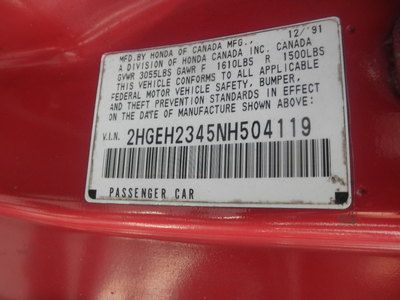 MFD.BY HONDA OF CANADA MFG., 12/'91
A DIVISION OF HONDA CANADA INC. CANADA
GVWR 3055LBS GAWR F 1610LBS R 1500LBS
THIS VEHICLE CONFORMS TO ALL APPLICABLE
FEDERAL MOTOR VEHICLE SAFETY, BUMPER,
AND THEFT PREVENTION STANDARDS IN EFFECT
ON THE DATE OF MANUFACTURE SHOWN ABOVE:
V.I.N. 2HGEH2345NH504119
PASSENGER CAR